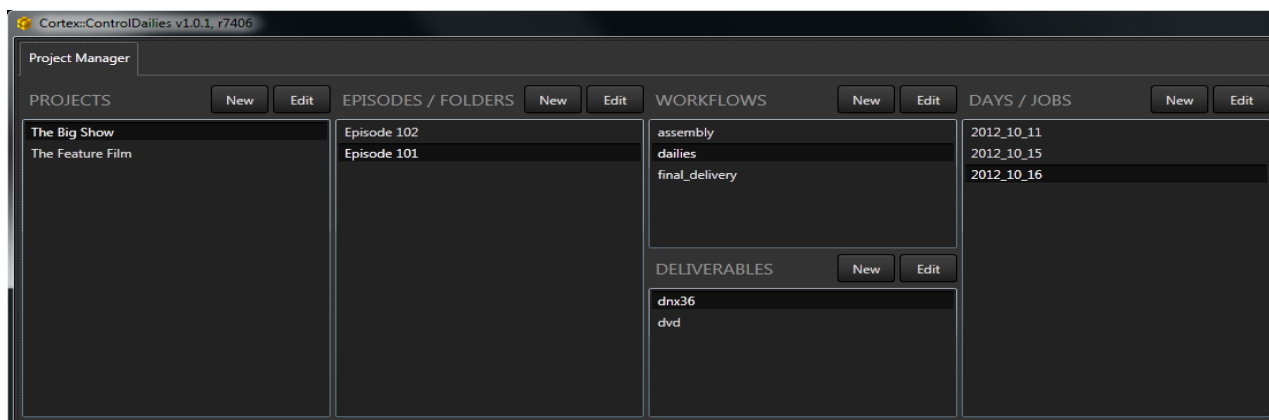 Cortex::ControlDailies v1.0.1, r7406
Project Manager
PROJECTS New Edit EPISODES / FOLDERS New Edit WORKFLOWS New Edit DAYS / JOBS New Edit
The Big Show Episode 102 assembly 2012_10_11
The Feature Film Episode 101 dailies 2012_10_15
final_delivery 2012_10_16
DELIVERABLES New Edit
dnx36
dvd